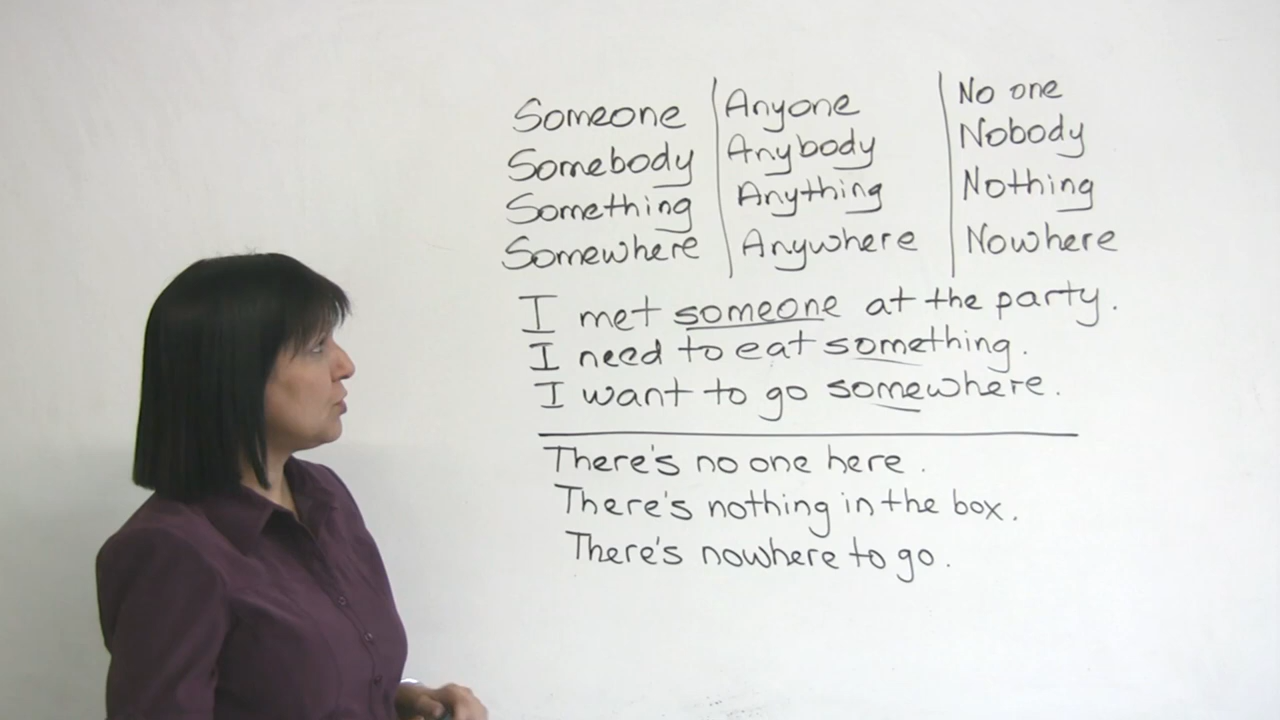 Someone Anyone No one
Somebody Anybody Nobody
Something Anything Nothing
Somewhere Anywhere Nowhere
I met someone at the party.
I need to eat something.
I want to go somewhere.
There's no one here.
There's nothing in the box.
There's nowhere to go.